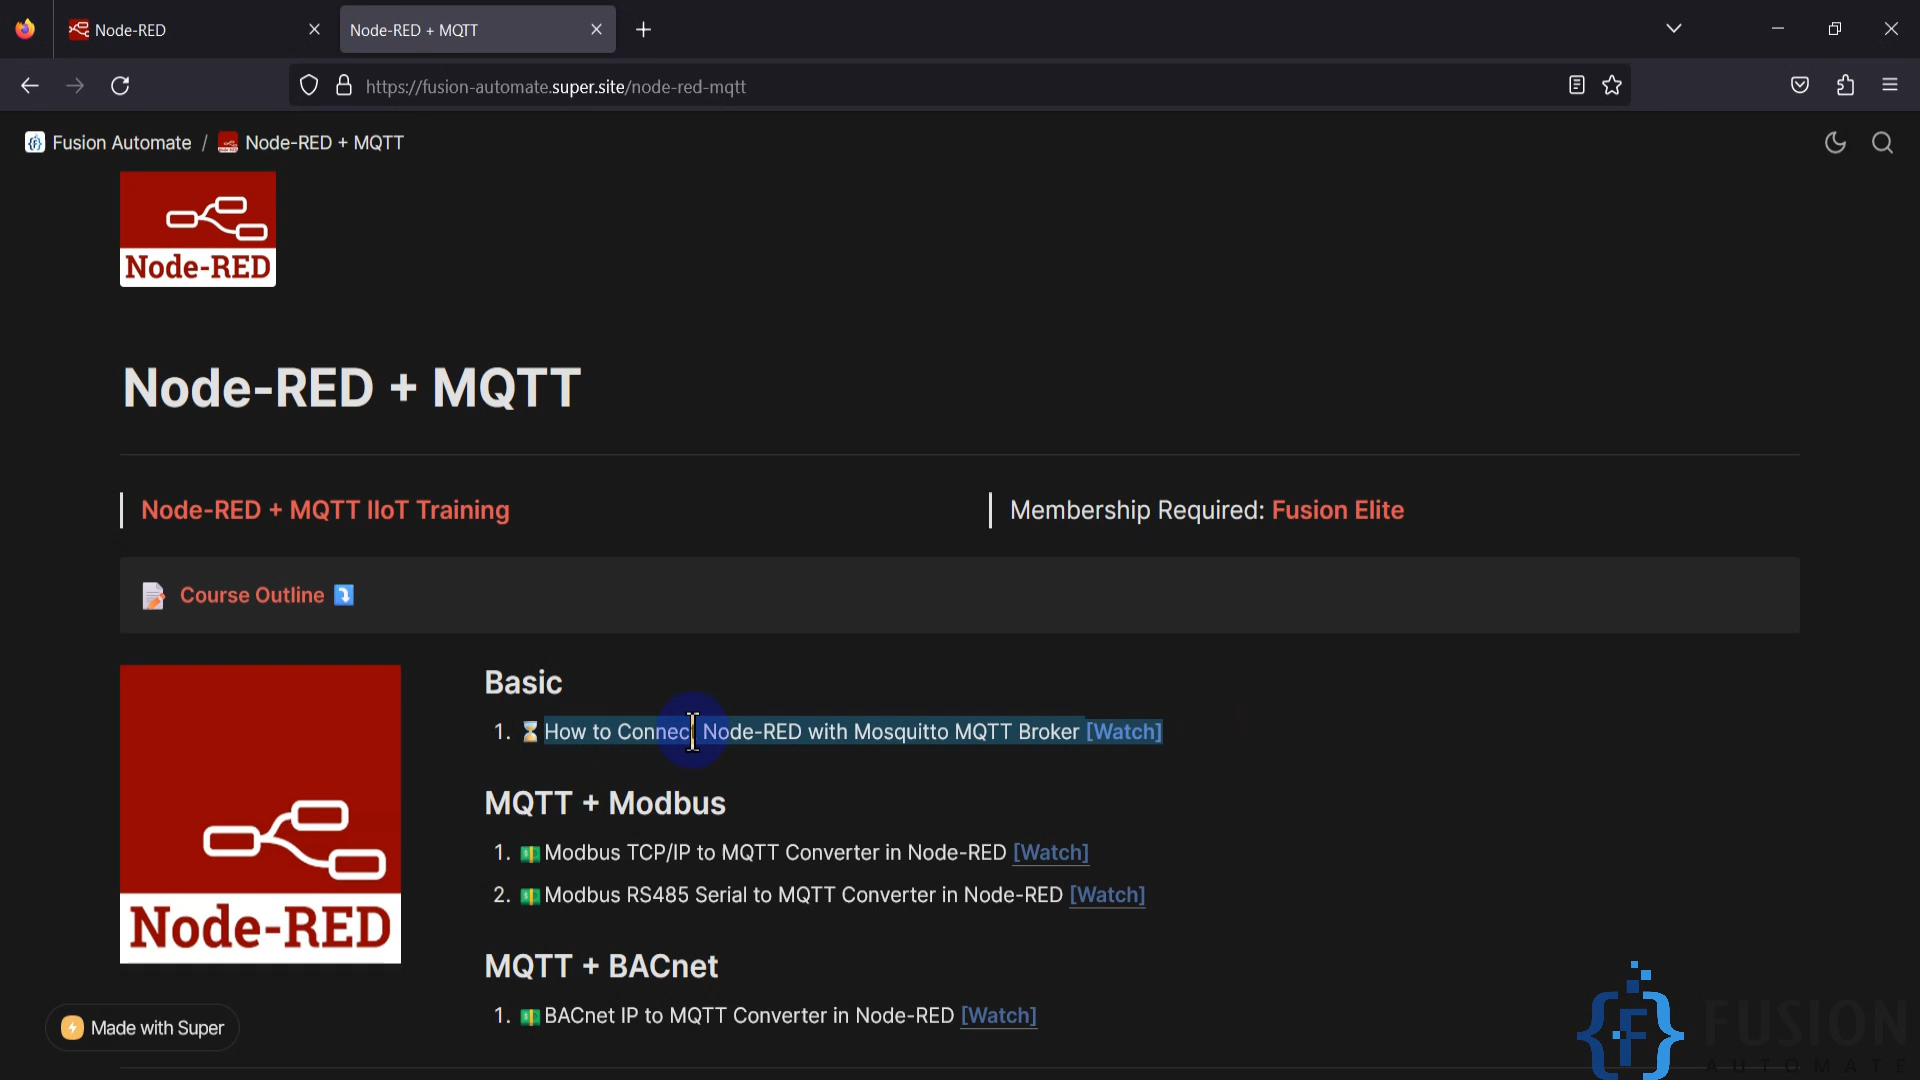 Node-RED
Node-RED + MQTT
https://fusion-automate.super.site/node-red-mqtt
Fusion Automate / Node-RED + MQTT
Node-RED
Node-RED + MQTT
Node-RED + MQTT IIoT Training
Membership Required: Fusion Elite
Course Outline
Basic
1. How to Connect Node-RED with Mosquitto MQTT Broker [Watch]
MQTT + Modbus
1. Modbus TCP/IP to MQTT Converter in Node-RED [Watch]
2. Modbus RS485 Serial to MQTT Converter in Node-RED [Watch]
Node-RED
MQTT + BACnet
1. BACnet IP to MQTT Converter in Node-RED [Watch]
Made with Super
FUSION
AUTOMATE